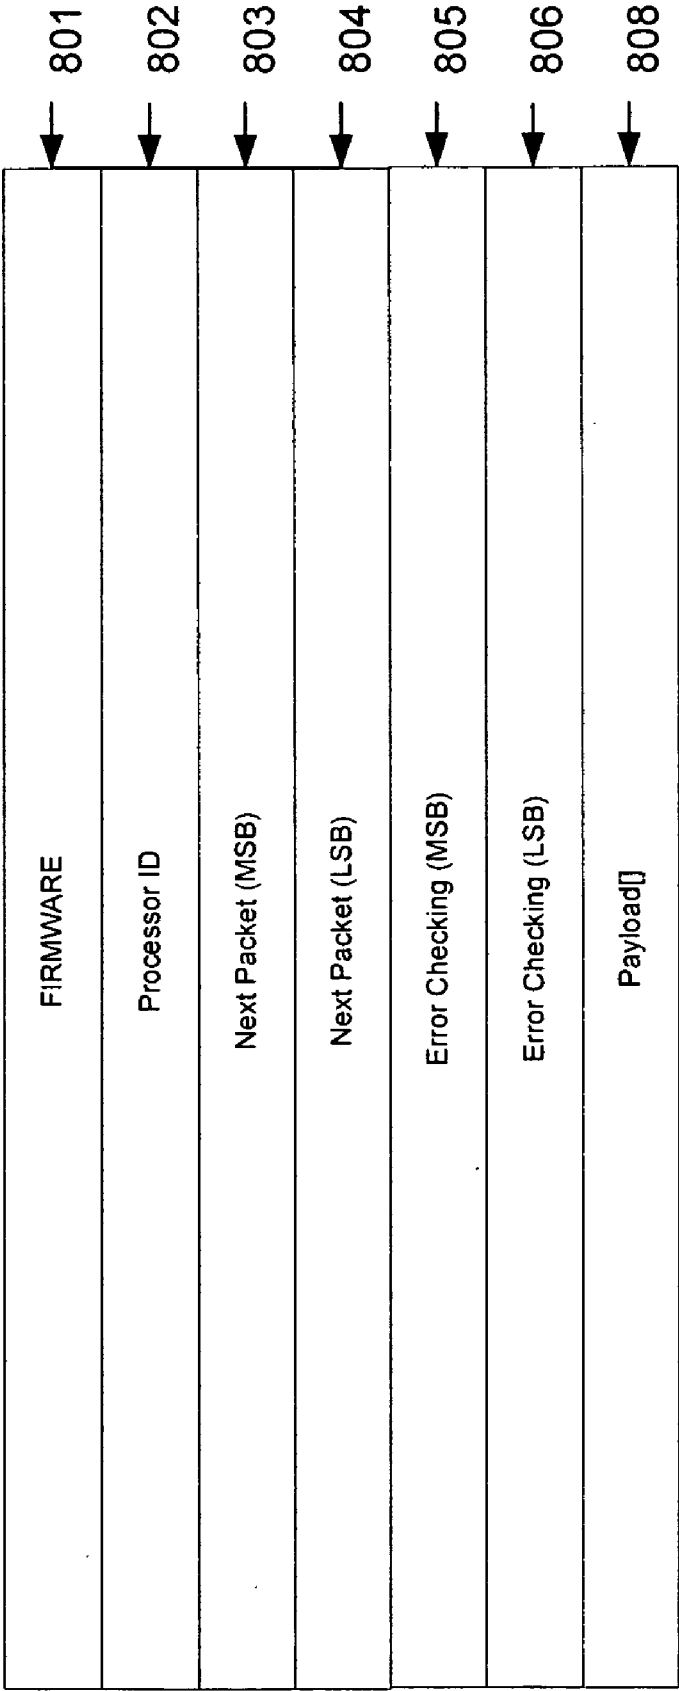 FIRMWARE 801
Processor ID 802
Next Packet (MSB) 803
Next Packet (LSB) 804
Error Checking (MSB) 805
Error Checking (LSB) 806
Payload[] 808